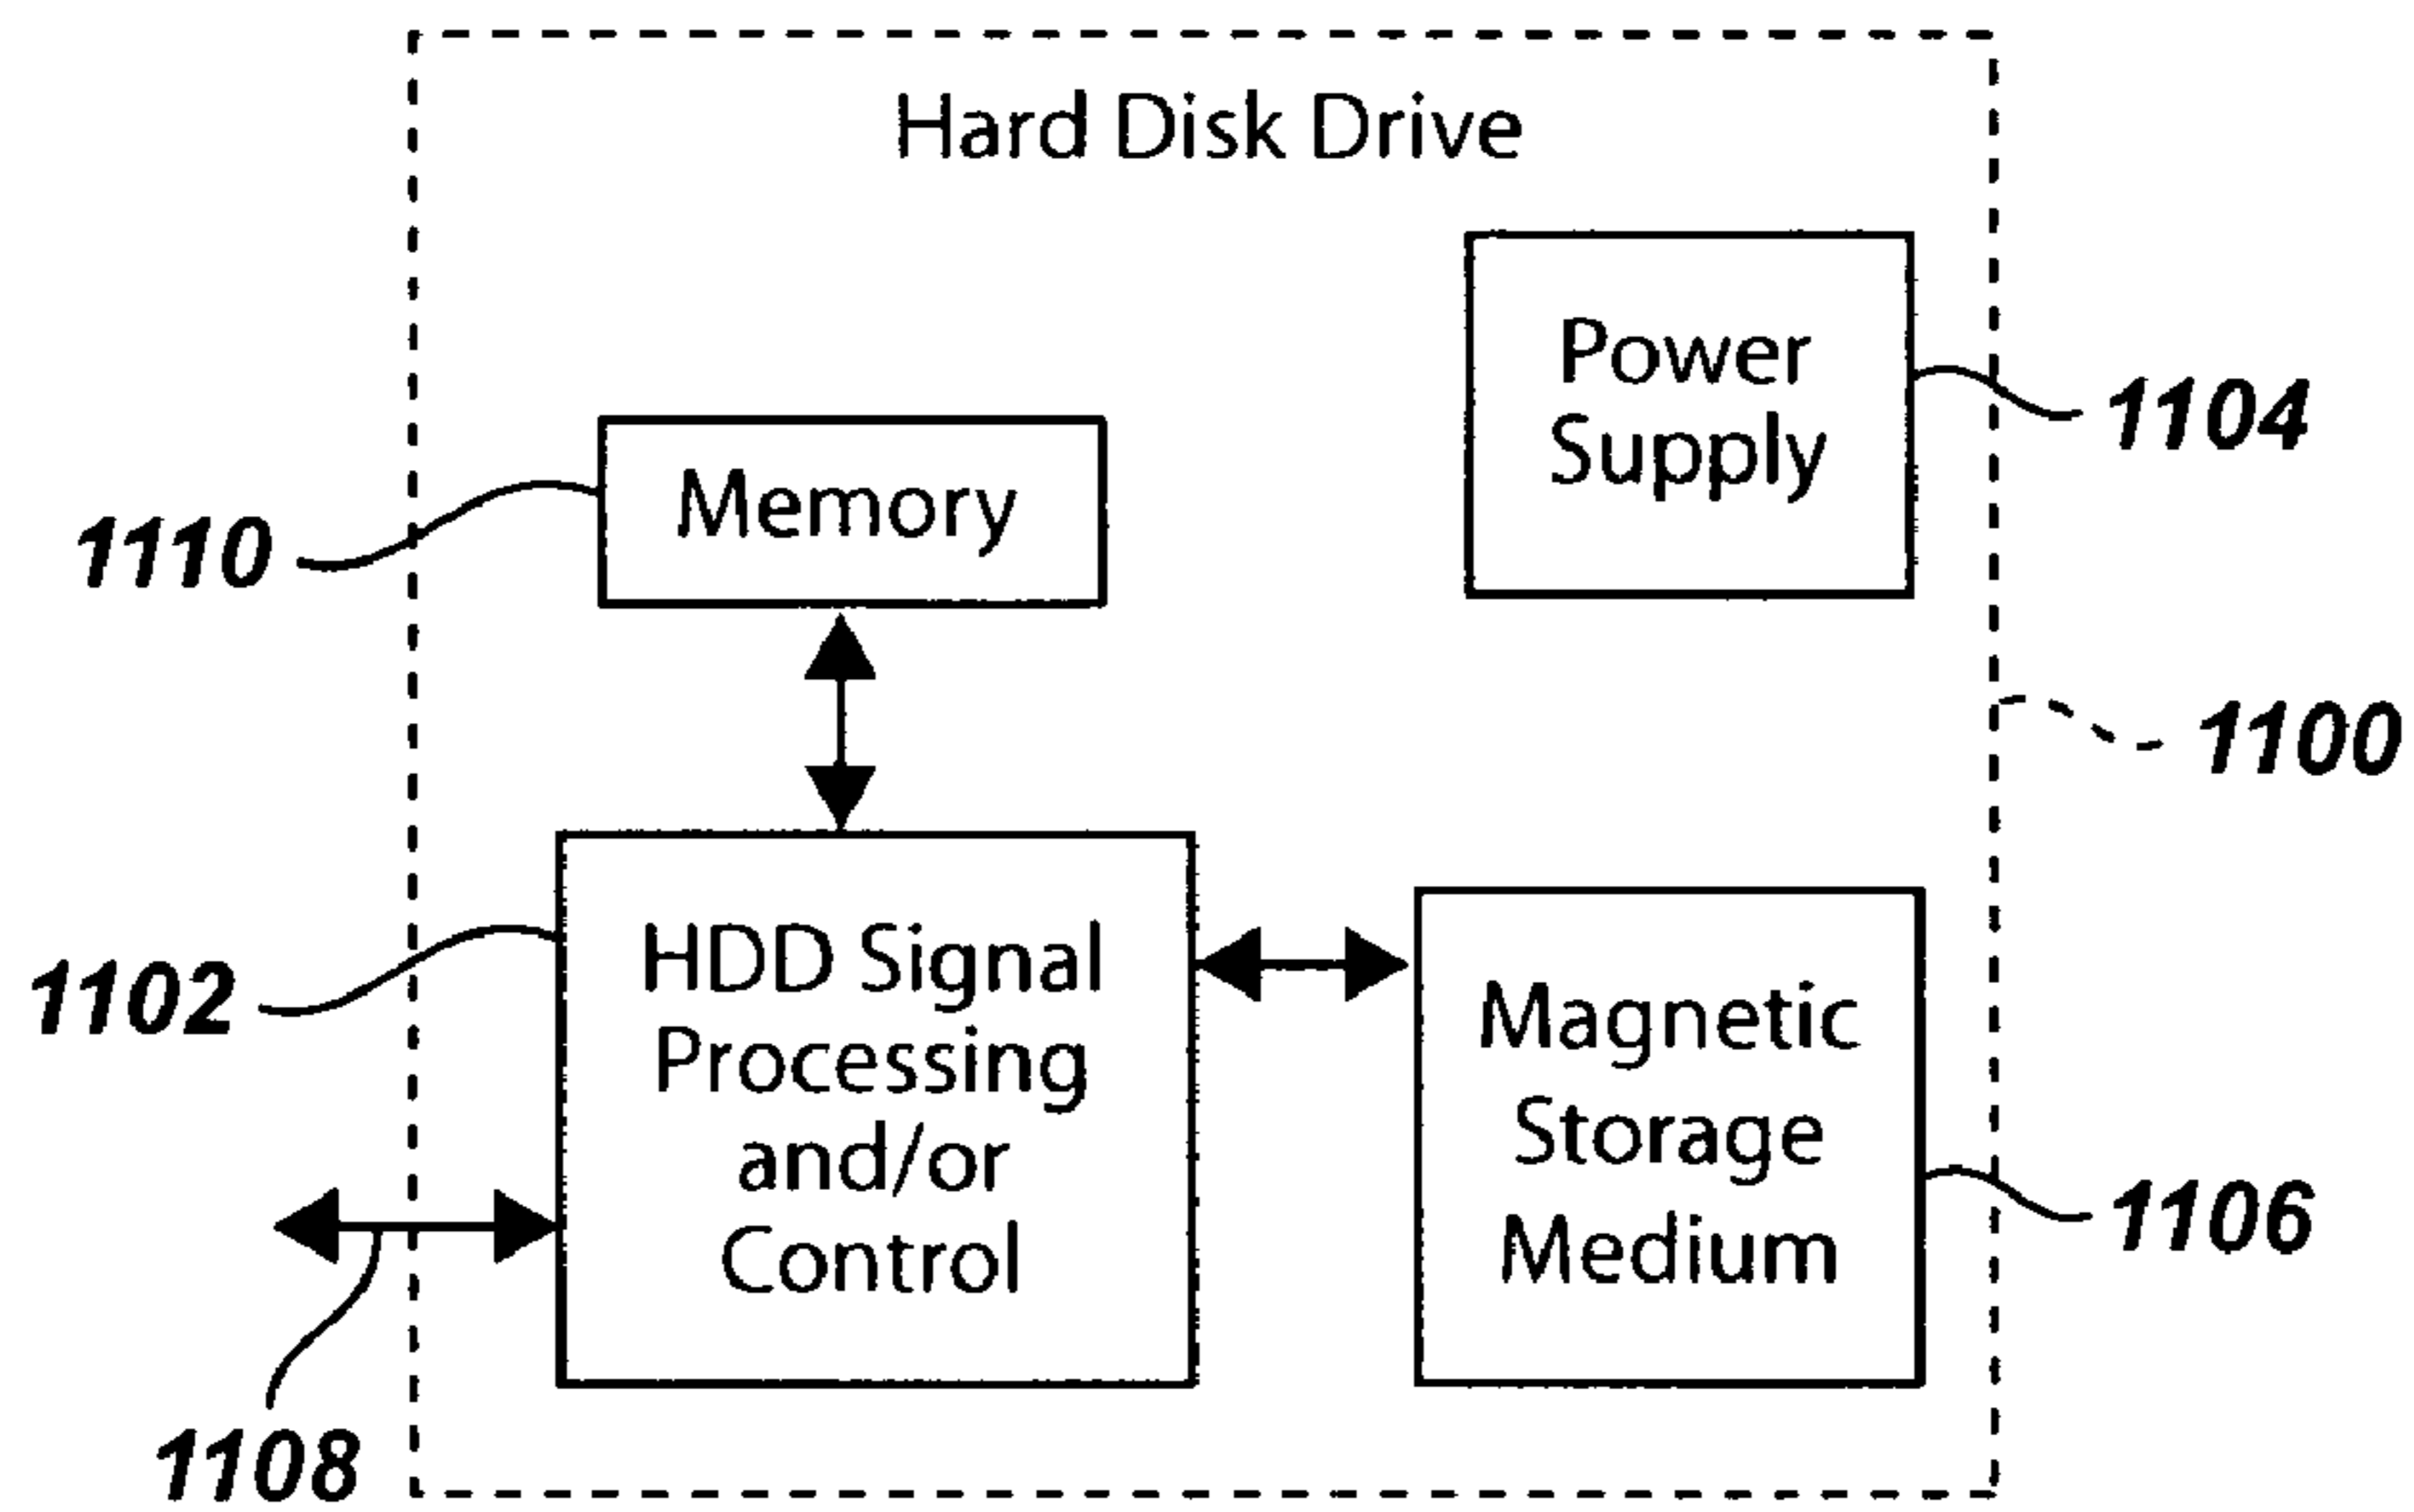 Hard Disk Drive
Power
Supply
1104
Memory
1110
1100
HDD Signal
Processing
and/or
Control
1102
Magnetic
Storage
Medium
1106
1108